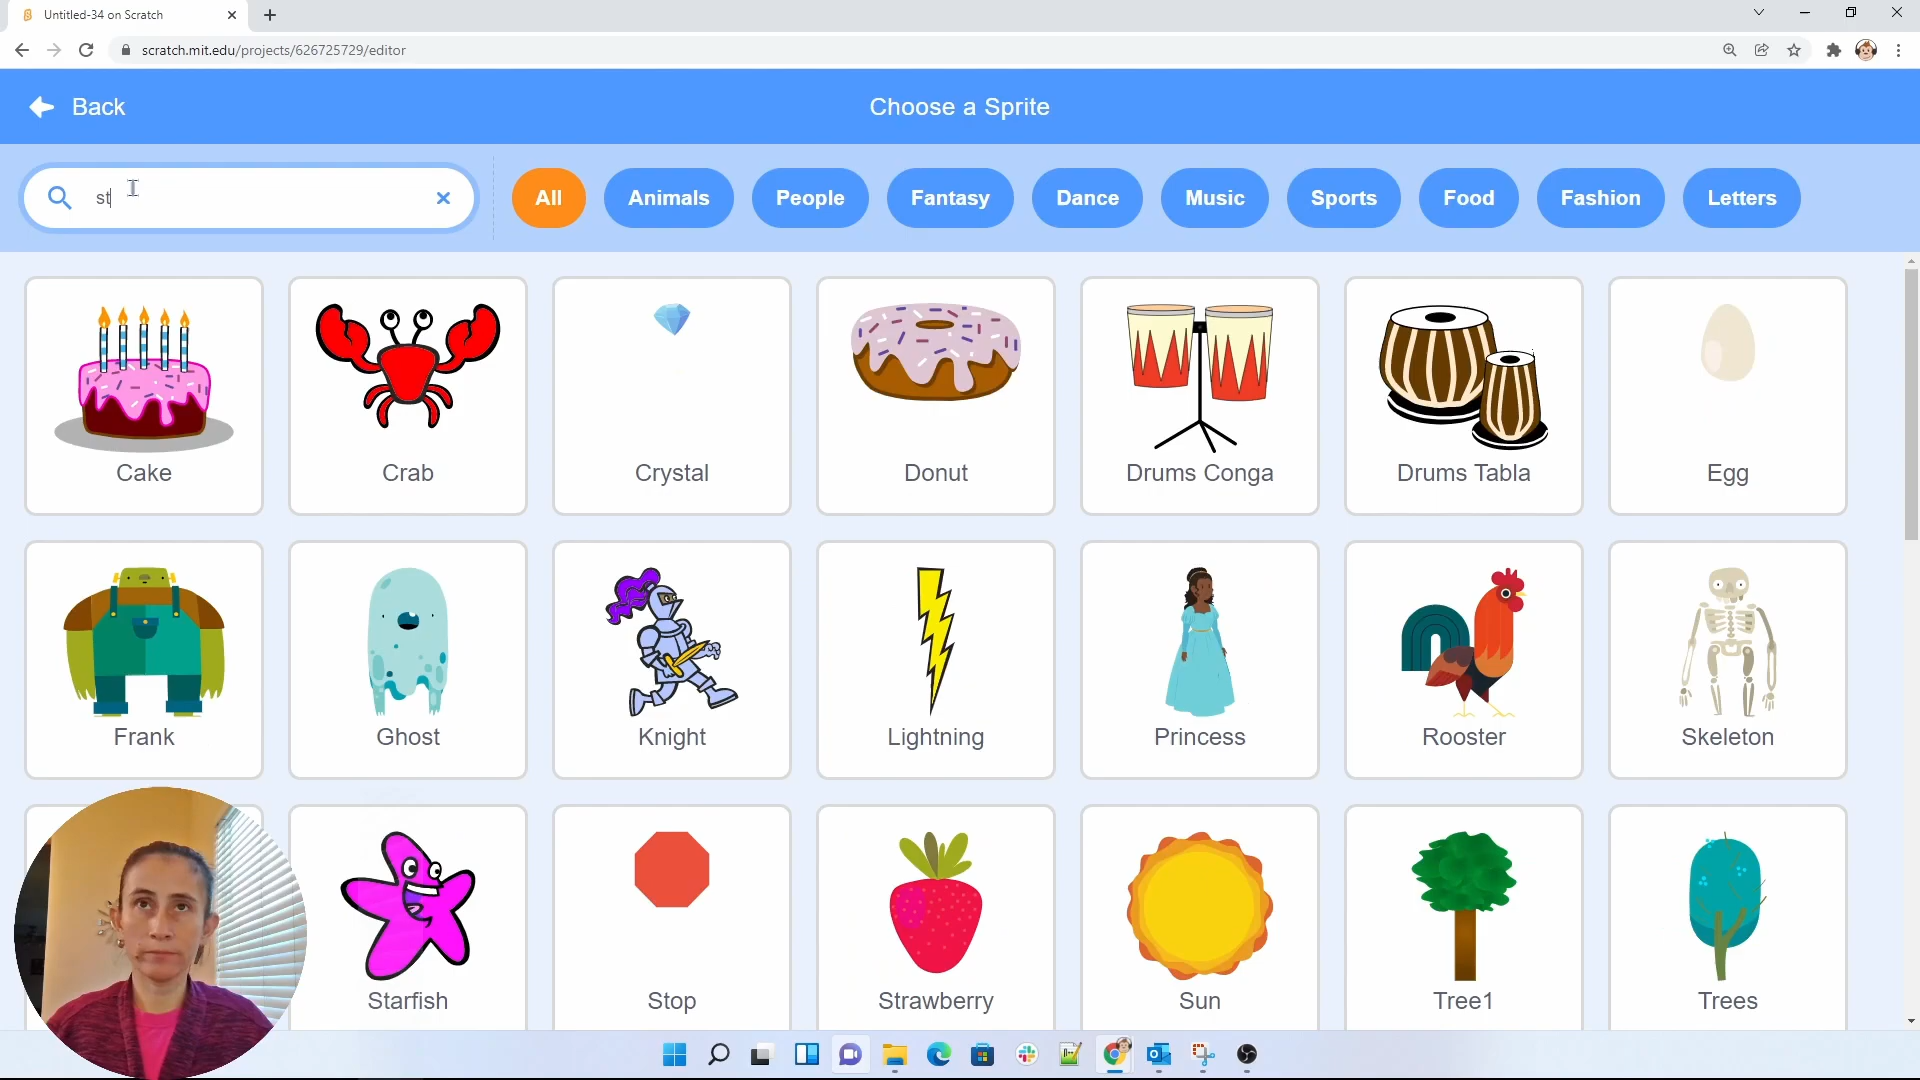 Untitled-34 on Scratch
scratch.mit.edu/projects/626725729/editor
Back
Choose a Sprite
st
All
Animals
People
Fantasy
Dance
Music
Sports
Food
Fashion
Letters
Cake
Crab
Crystal
Donut
Drums Conga
Drums Tabla
Egg
Frank
Ghost
Knight
Lightning
Princess
Rooster
Skeleton
Starfish
Stop
Strawberry
Sun
Tree1
Trees